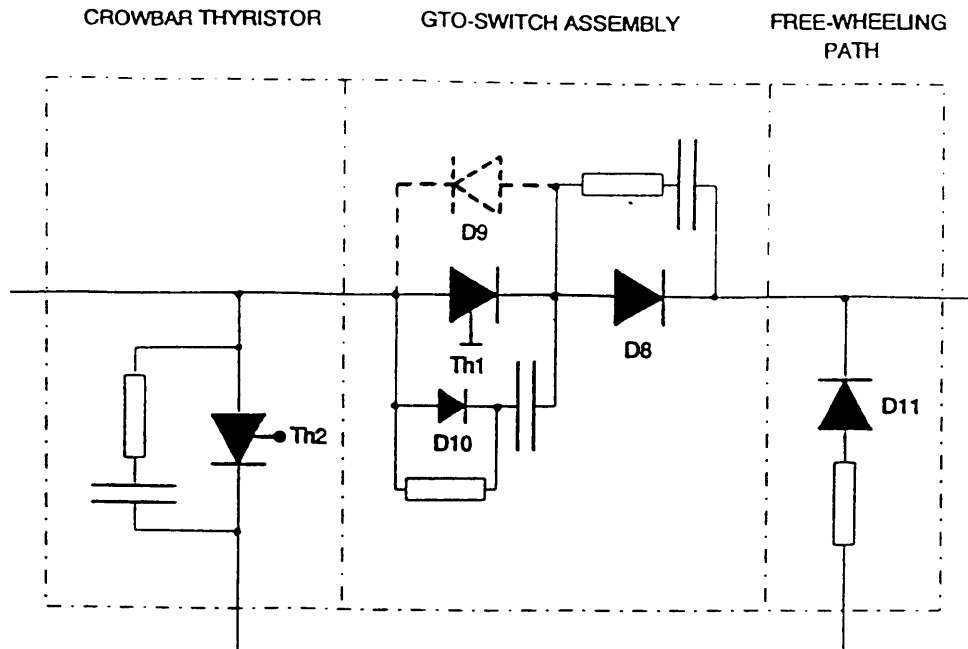 CROWBAR THYRISTOR
GTO-SWITCH ASSEMBLY
FREE-WHEELING
PATH
D9
Th1
D8
D10
Th2
D11